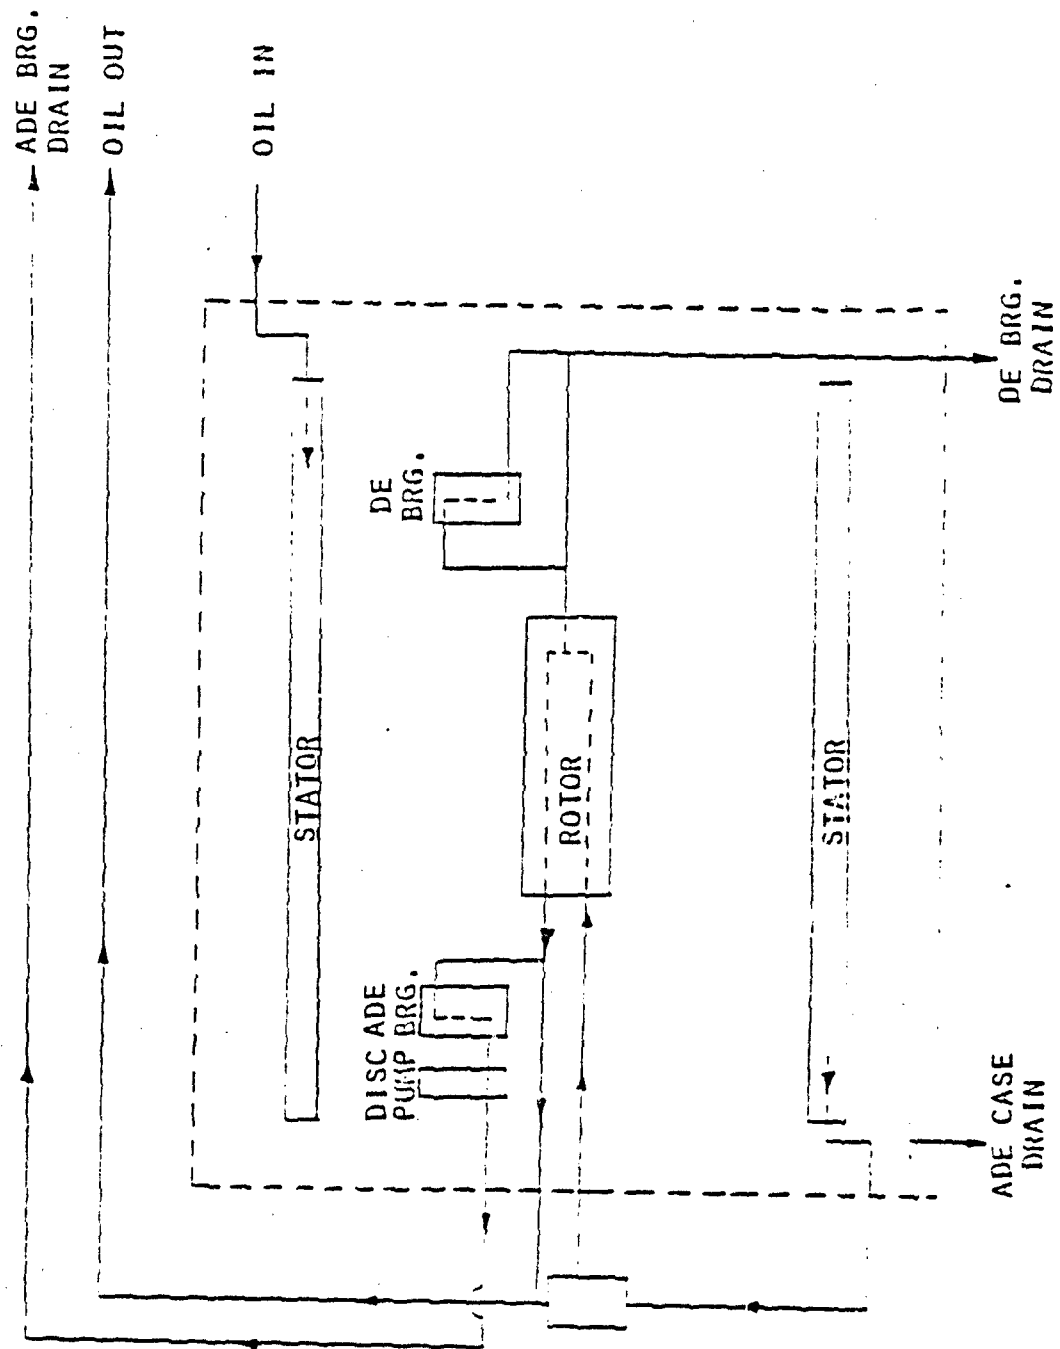 ADE BRG.
DRAIN
OIL OUT
OIL IN
STATOR
DE
BRG.
DISC ADE
PUMP BRG.
ROTOR
STATOR
DE BRG.
DRAIN
ADE CASE
DRAIN